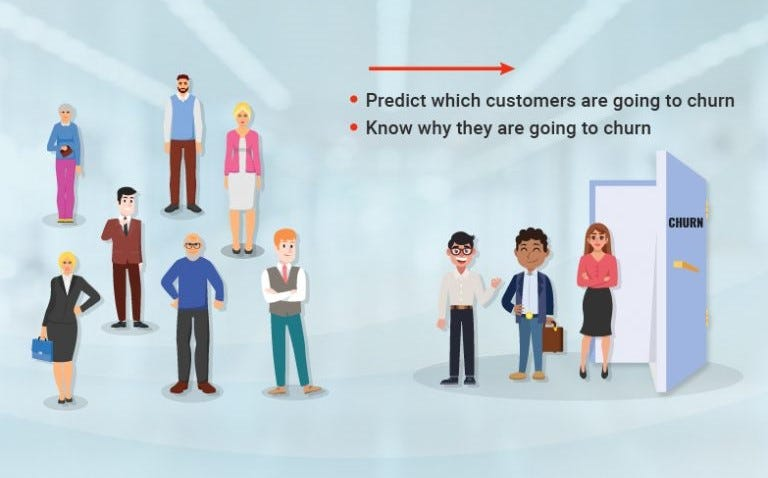 Predict which customers are going to churn
Know why they are going to churn
CHURN